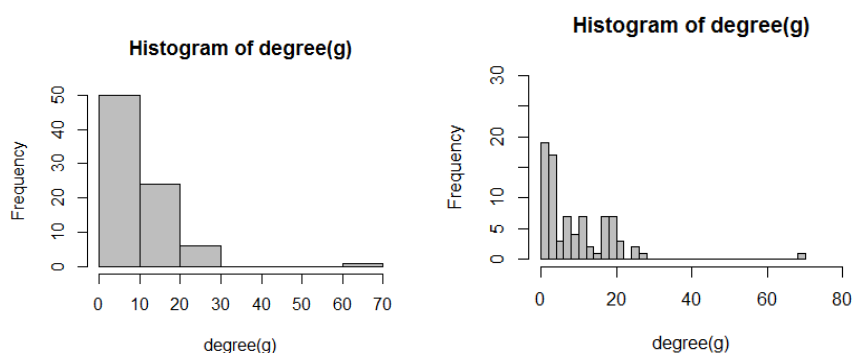 Histogram of degree(g)
Frequency
50
40
30
20
10
0
0 10 20 30 40 50 60 70
degree(g)
Histogram of degree(g)
Frequency
30
20
10
5
0
0 20 40 60 80
degree(g)